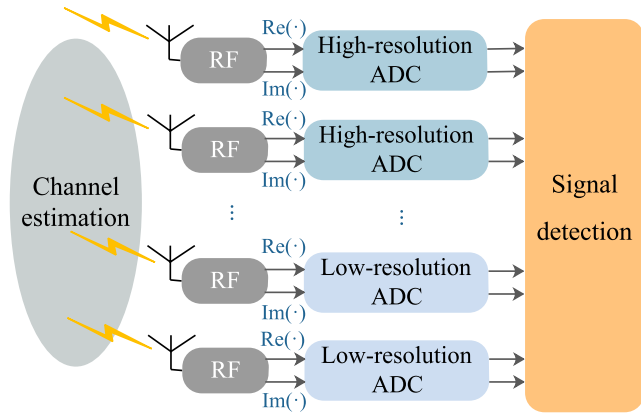 Re(·)
RF
Im(·)
High-resolution
ADC
Re(·)
RF
Im(·)
High-resolution
ADC
Channel
estimation
Signal
detection
...
...
Re(·)
RF
Im(·)
Low-resolution
ADC
Re(·)
RF
Im(·)
Low-resolution
ADC